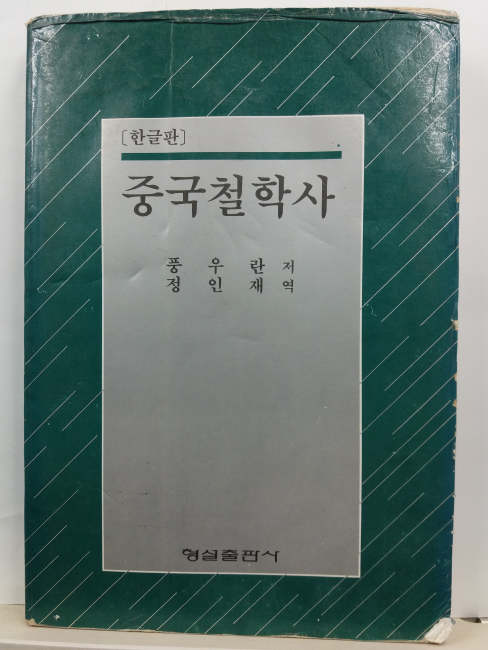 [한글판]
중국철학사
풍우란 저
정인재 역
형설출판사